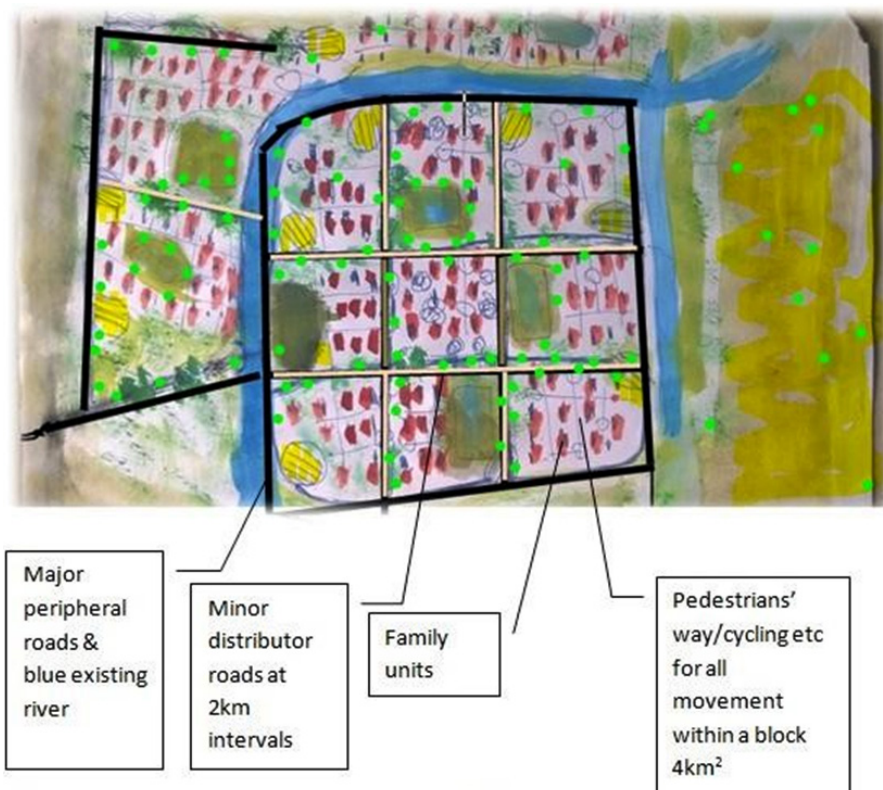 Major
peripheral
roads &
blue existing
river
Minor
distributor
roads at
2km
intervals
Family
units
Pedestrians’
way/cycling etc
for all
movement
within a block
4km²